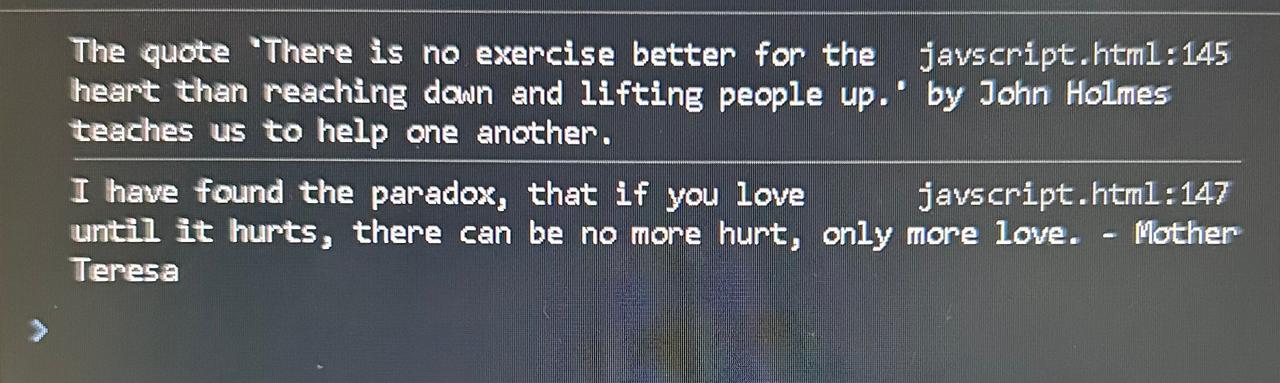 The quote 'There is no exercise better for the javscript.html:145
heart than reaching down and lifting people up.' by John Holmes
teaches us to help one another.
I have found the paradox, that if you love javscript.html:147
until it hurts, there can be no more hurt, only more love. - Mother
Teresa